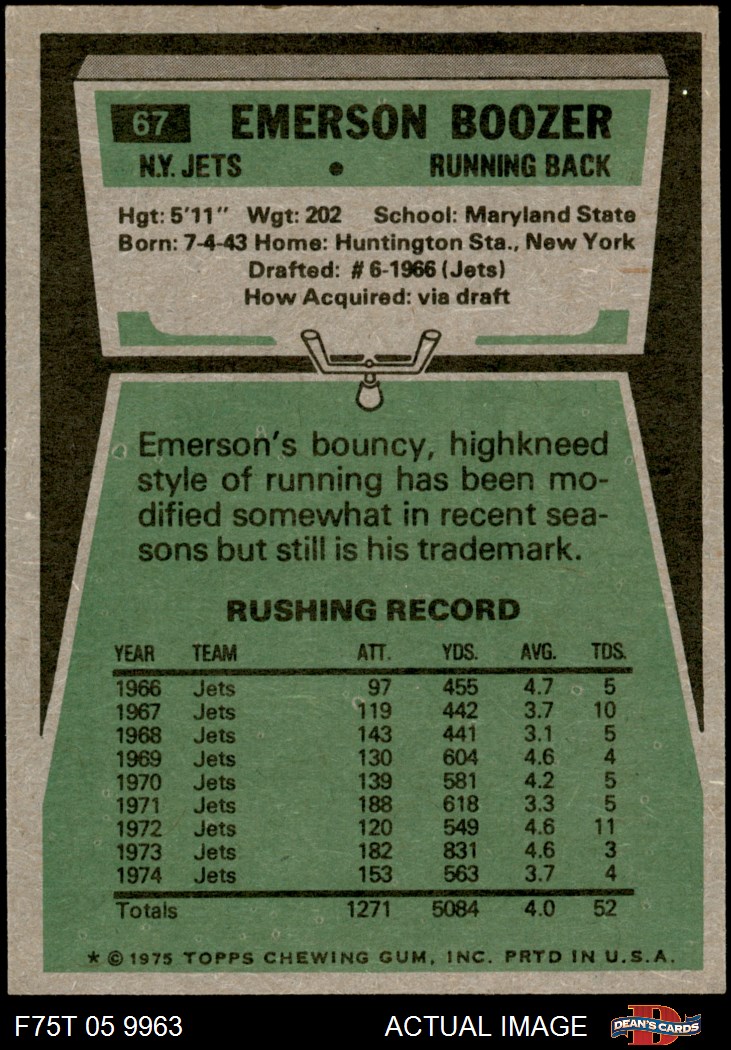 67 EMERSON BOOZER
N.Y. JETS • RUNNING BACK
Hgt: 5'11" Wgt: 202 School: Maryland State
Born: 7-4-43 Home: Huntington Sta., New York
Drafted: #6-1966 (Jets)
How Acquired: via draft
Emerson's bouncy, highkneed
style of running has been mo-
dified somewhat in recent sea-
sons but still is his trademark.
RUSHING RECORD
YEAR TEAM ATT. YDS. AVG. TDS.
1966 Jets 97 455 4.7 5
1967 Jets 119 442 3.7 10
1968 Jets 143 441 3.1 5
1969 Jets 130 604 4.6 4
1970 Jets 139 581 4.2 5
1971 Jets 188 618 3.3 5
1972 Jets 120 549 4.6 11
1973 Jets 182 831 4.6 3
1974 Jets 153 563 3.7 4
Totals 1271 5084 4.0 52
* © 1975 TOPPS CHEWING GUM, INC. PRTD IN U.S.A.
F75T 05 9963 ACTUAL IMAGE DEAN'S CARDS